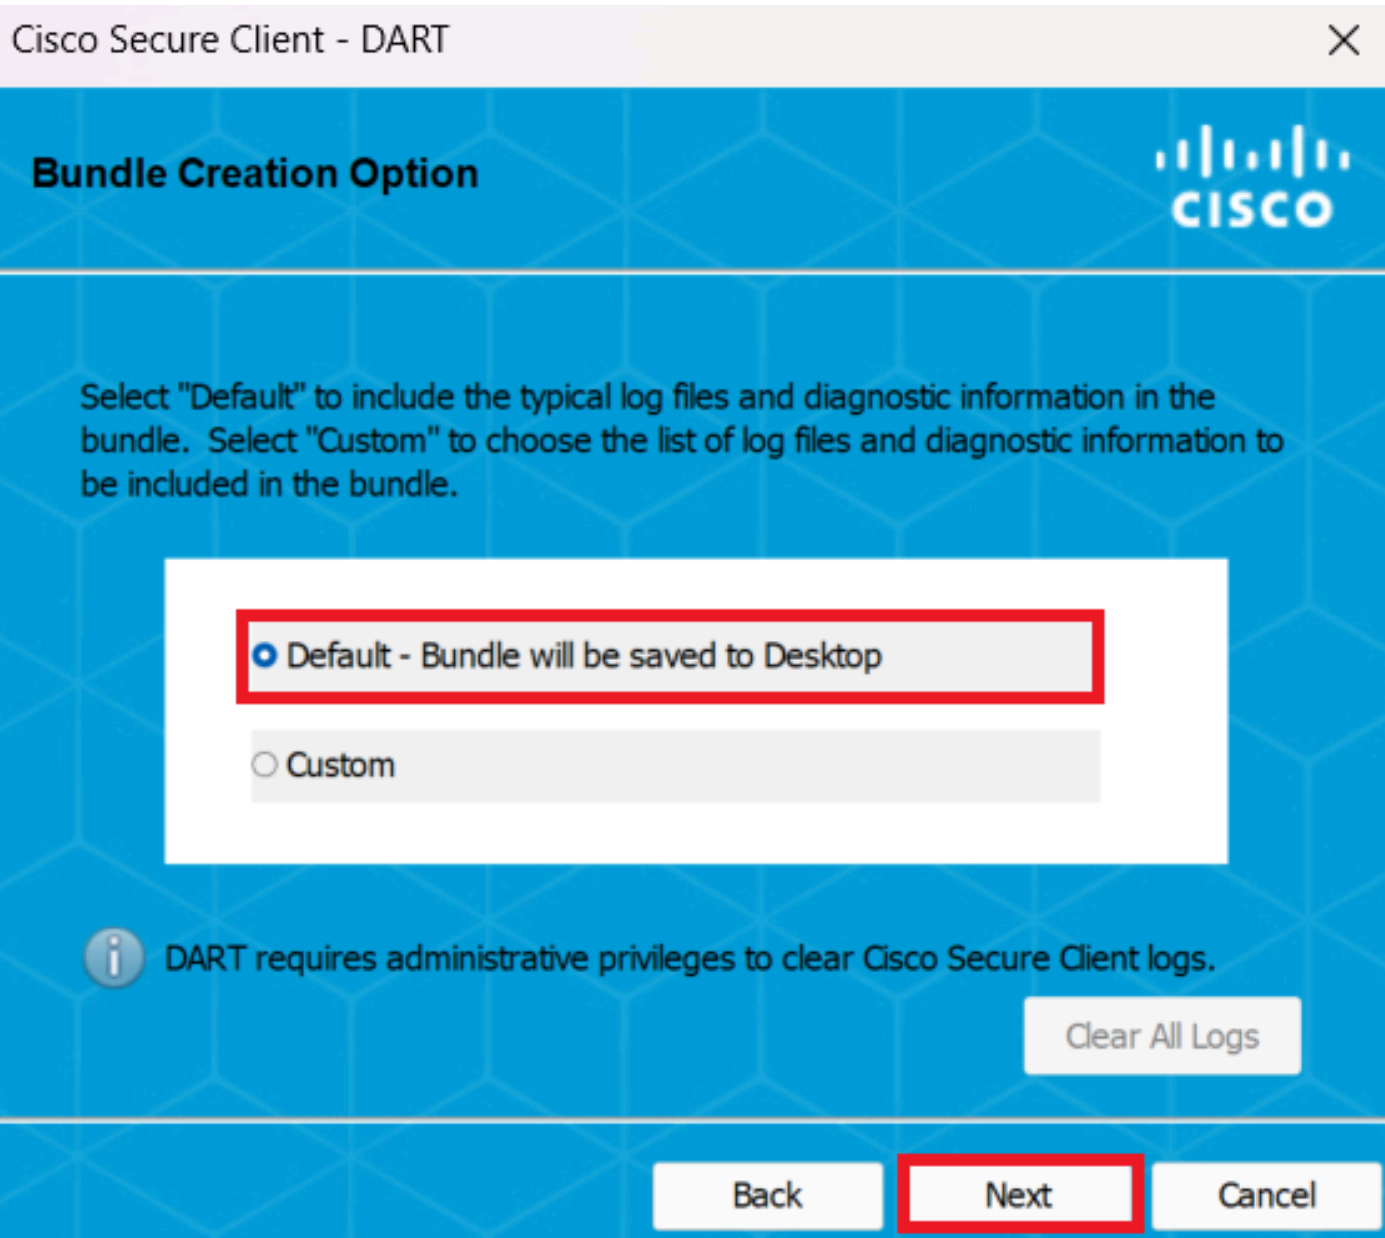 Cisco Secure Client - DART
Bundle Creation Option
CISCO
Select "Default" to include the typical log files and diagnostic information in the
bundle.  Select "Custom" to choose the list of log files and diagnostic information to
be included in the bundle.
Default - Bundle will be saved to Desktop
Custom
DART requires administrative privileges to clear Cisco Secure Client logs.
Clear All Logs
Back
Next
Cancel